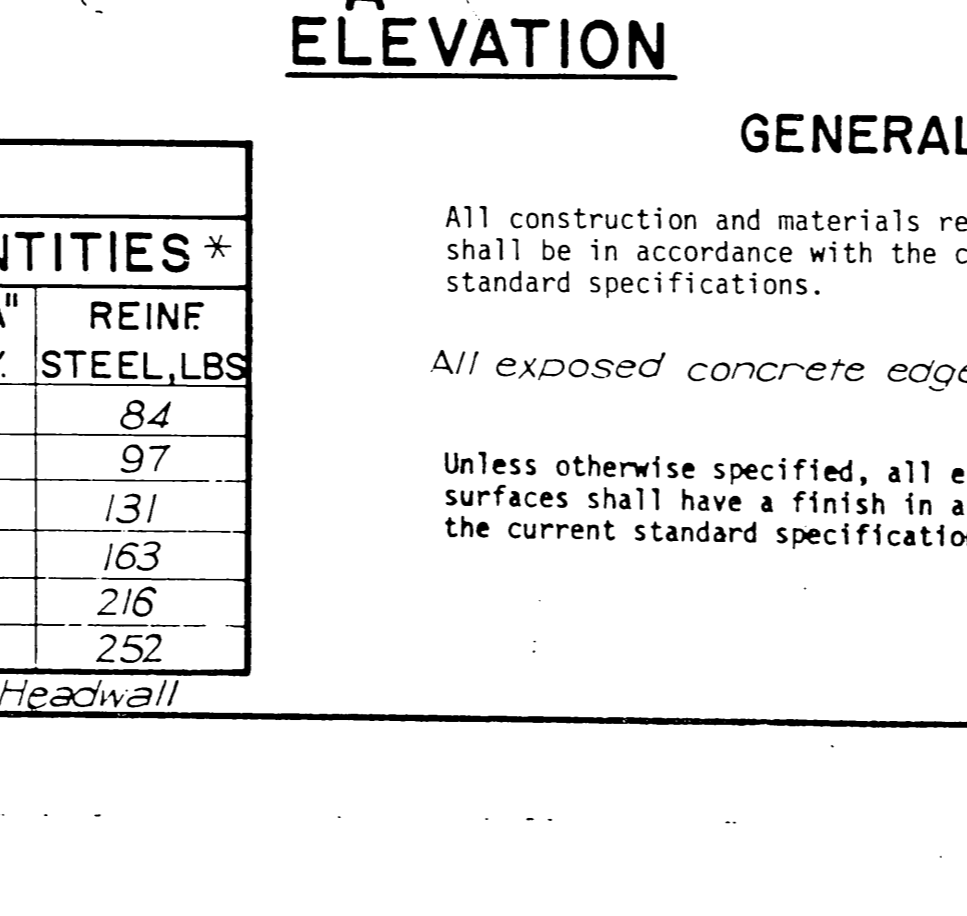 ELEVATION
GENERAL
NTITIES *
A" REINF.
STEEL, LBS
84
97
131
163
216
252
Headwall
All construction and materials re
shall be in accordance with the c
standard specifications.
All exposed concrete edge
Unless otherwise specified, all e
surfaces shall have a finish in a
the current standard specificatio